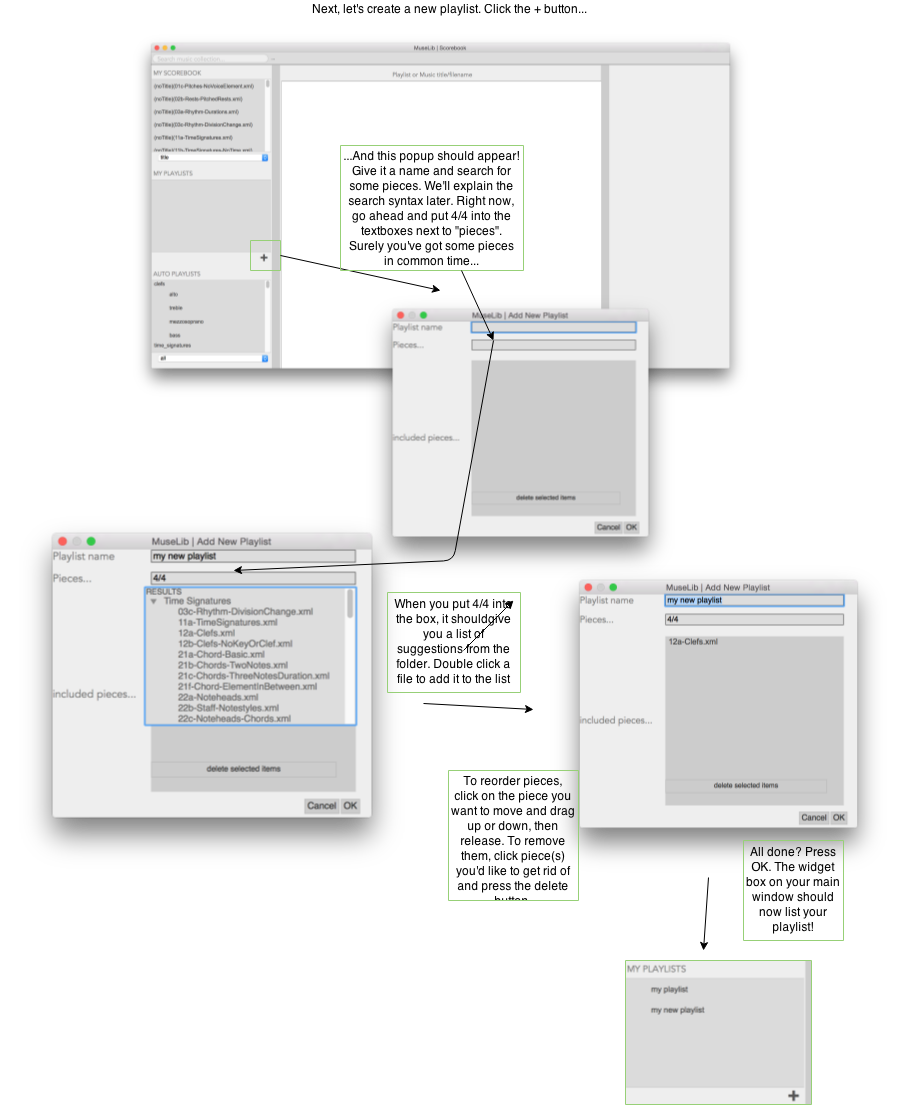 Next, let's create a new playlist. Click the + button...
MuseLib | Scorebook
Search music collection...
MY SCOREBOOK
(noTitle)(01c-Pitches-NoVoiceElement.xml)
(noTitle)(02b-Rests-PitchedRests.xml)
(noTitle)(03a-Rhythm-Durations.xml)
(noTitle)(03c-Rhythm-DivisionChange.xml)
(noTitle)(11a-TimeSignatures.xml)
(noTitle)(11b-TimeSignatures-NoTime.xml)
title
MY PLAYLISTS
+
AUTO PLAYLISTS
clefs
alto
treble
mezzosoprano
bass
time_signatures
all
Playlist or Music title/filename
...And this popup should appear!
Give it a name and search for
some pieces. We'll explain the
search syntax later. Right now,
go ahead and put 4/4 into the
textboxes next to "pieces".
Surely you've got some pieces
in common time...
MuseLib | Add New Playlist
Playlist name
Pieces...
included pieces...
delete selected items
Cancel OK
MuseLib | Add New Playlist
Playlist name my new playlist
Pieces... 4/4
RESULTS
Time Signatures
03c-Rhythm-DivisionChange.xml
11a-TimeSignatures.xml
12a-Clefs.xml
12b-Clefs-NoKeyOrClef.xml
21a-Chord-Basic.xml
21b-Chords-TwoNotes.xml
21c-Chords-ThreeNotesDuration.xml
21f-Chord-ElementInBetween.xml
22a-Noteheads.xml
22b-Staff-Notestyles.xml
22c-Noteheads-Chords.xml
included pieces...
delete selected items
Cancel OK
When you put 4/4 into
the box, it shouldgive
you a list of
suggestions from the
folder. Double click a
file to add it to the list
MuseLib | Add New Playlist
Playlist name my new playlist
Pieces... 4/4
12a-Clefs.xml
included pieces...
delete selected items
Cancel OK
To reorder pieces,
click on the piece you
want to move and drag
up or down, then
release. To remove
them, click piece(s)
you'd like to get rid of
and press the delete
button
All done? Press
OK. The widget
box on your main
window should
now list your
playlist!
MY PLAYLISTS
my playlist
my new playlist
+